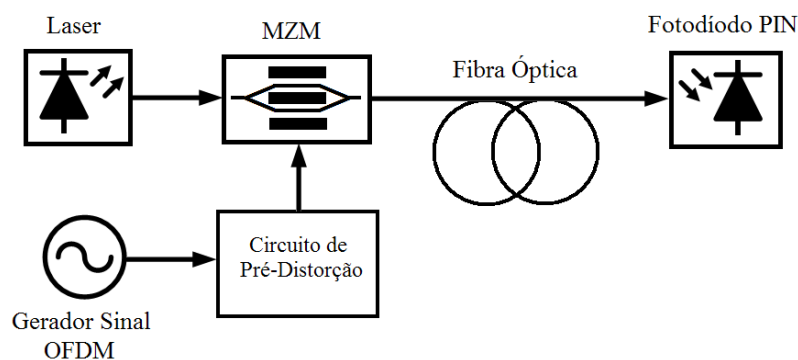 Laser
MZM
Fibra Óptica
Fotodíodo PIN
Circuito de
Pré-Distorção
Gerador Sinal
OFDM